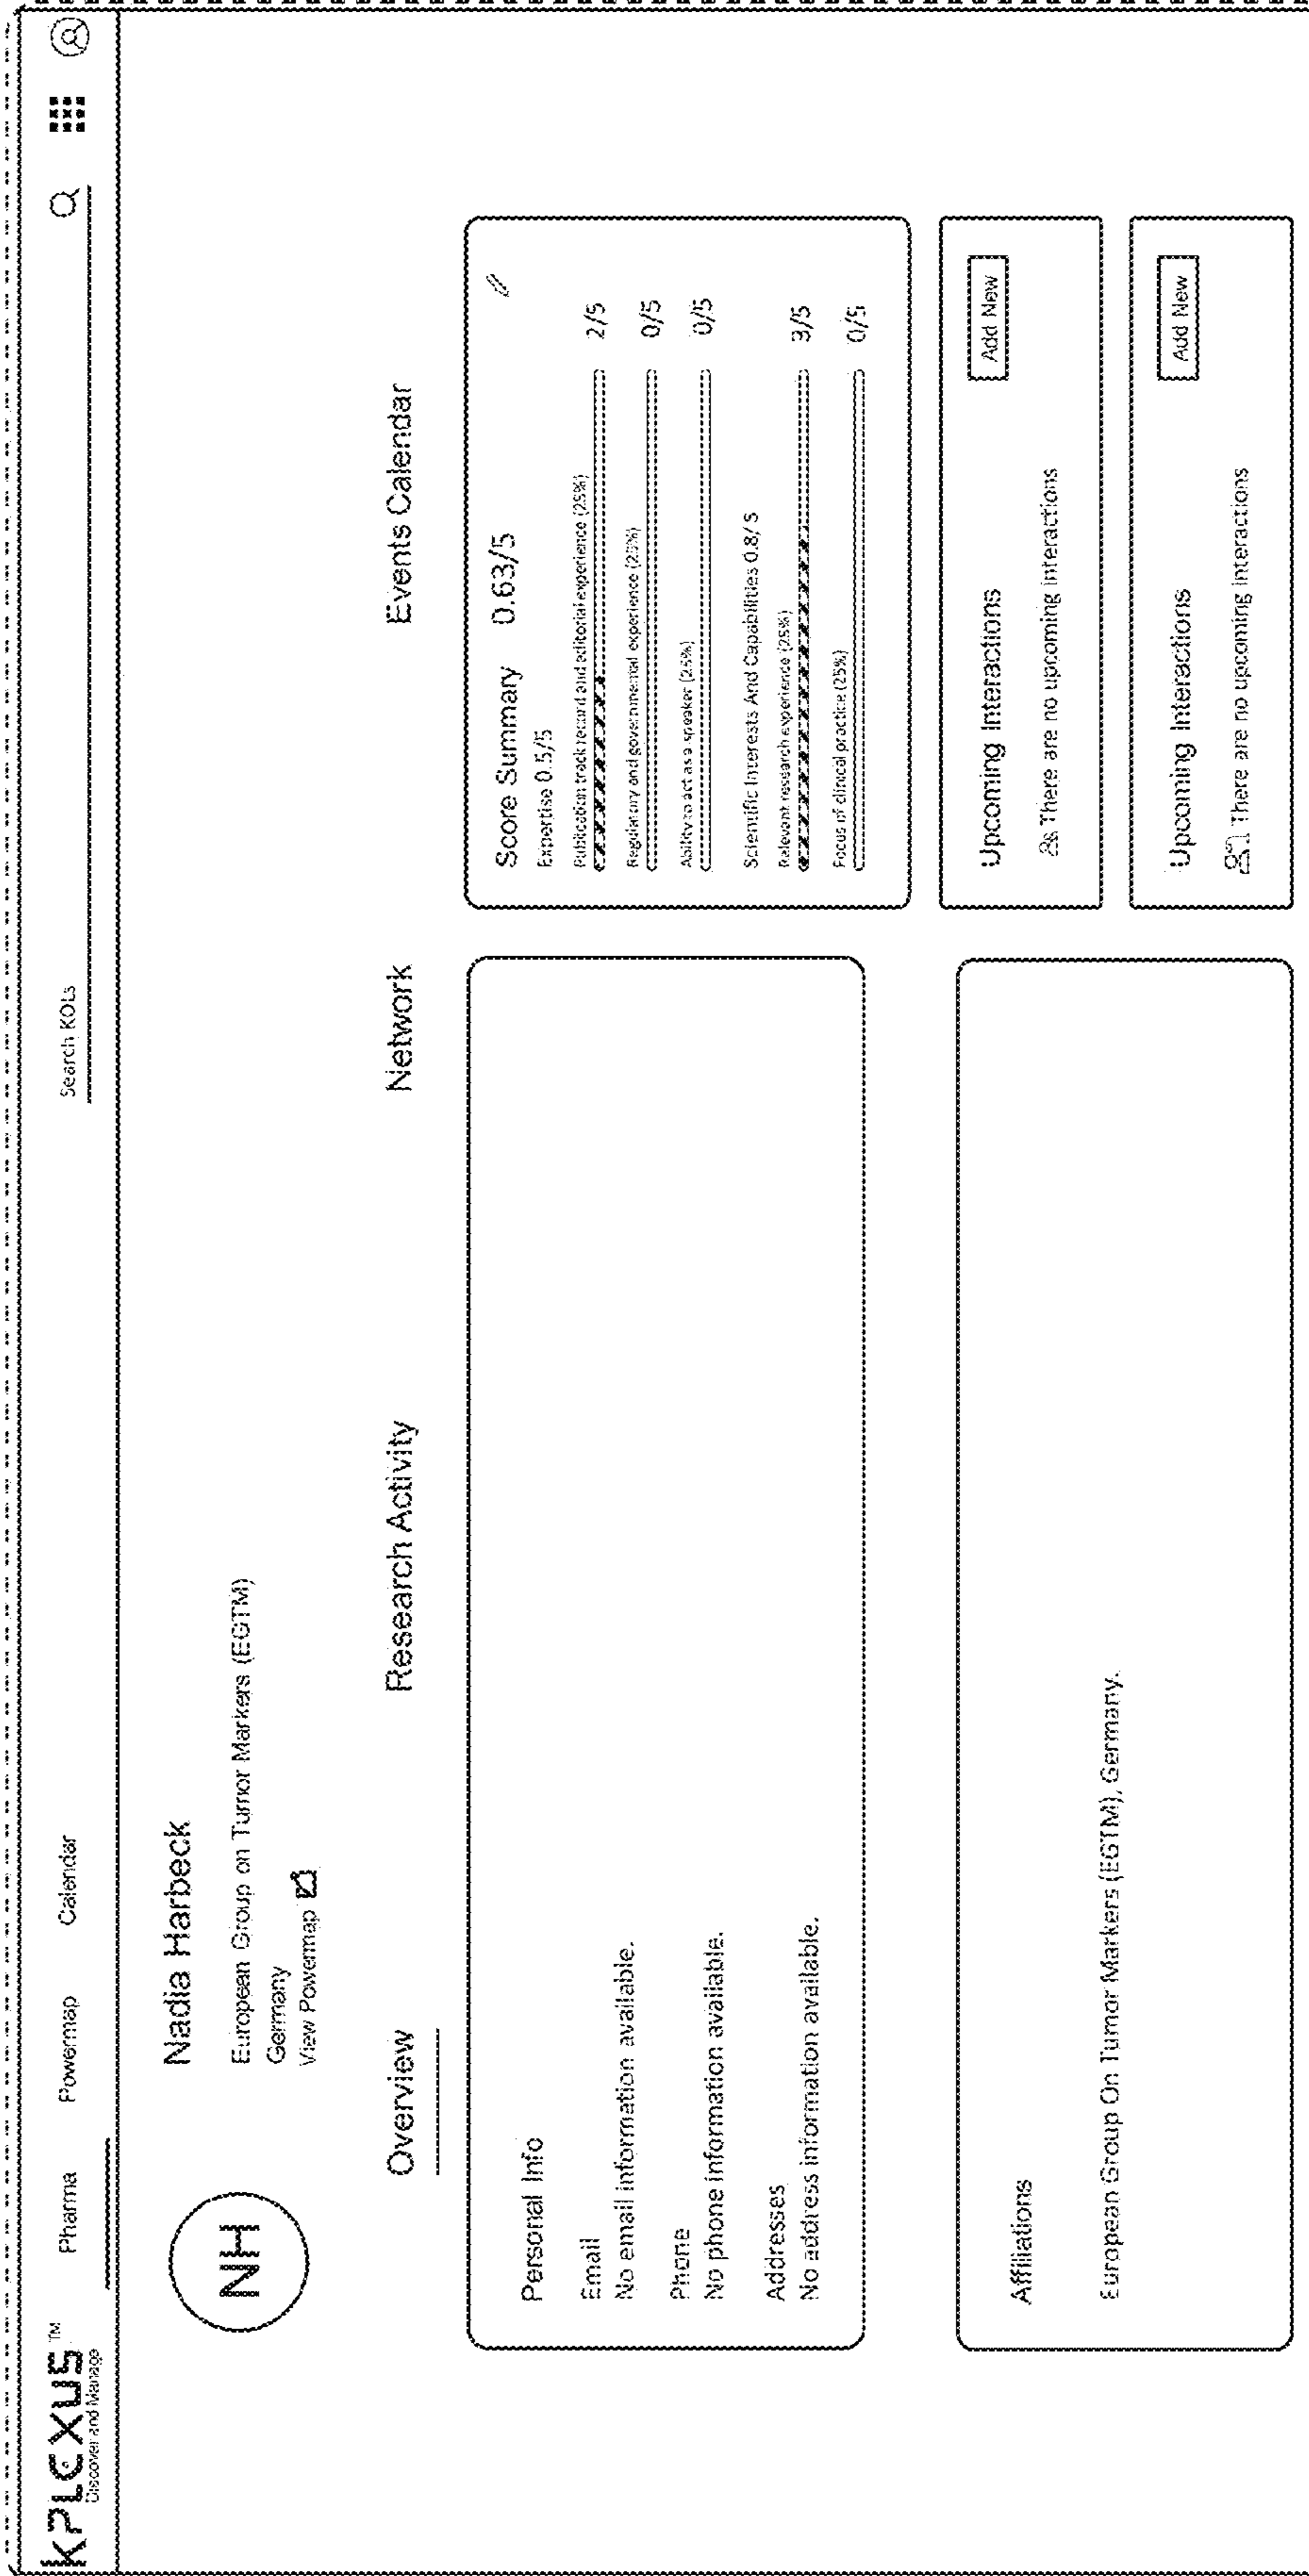 KPLEXUS™
Discover and Manage
Pharma
Powermap
Calendar
Search KOLs
NH
Nadia Harbeck
European Group on Tumor Markers (EGTM)
Germany
View Powermap
Overview
Research Activity
Network
Events Calendar
Personal Info
Email
No email information available.
Phone
No phone information available.
Addresses
No address information available.
Affiliations
European Group On Tumor Markers (EGTM), Germany.
Score Summary 0.63/5
Expertise 0.5/5
Publication track record and editorial experience (25%)
2/5
Regulatory and governmental experience (25%)
0/5
Ability to act as a speaker (25%)
0/5
Scientific Interests And Capabilities 0.8/5
Relevant research experience (25%)
3/5
Focus of clinical practice (25%)
0/5
Upcoming Interactions
Add New
There are no upcoming interactions
Upcoming Interactions
Add New
There are no upcoming interactions